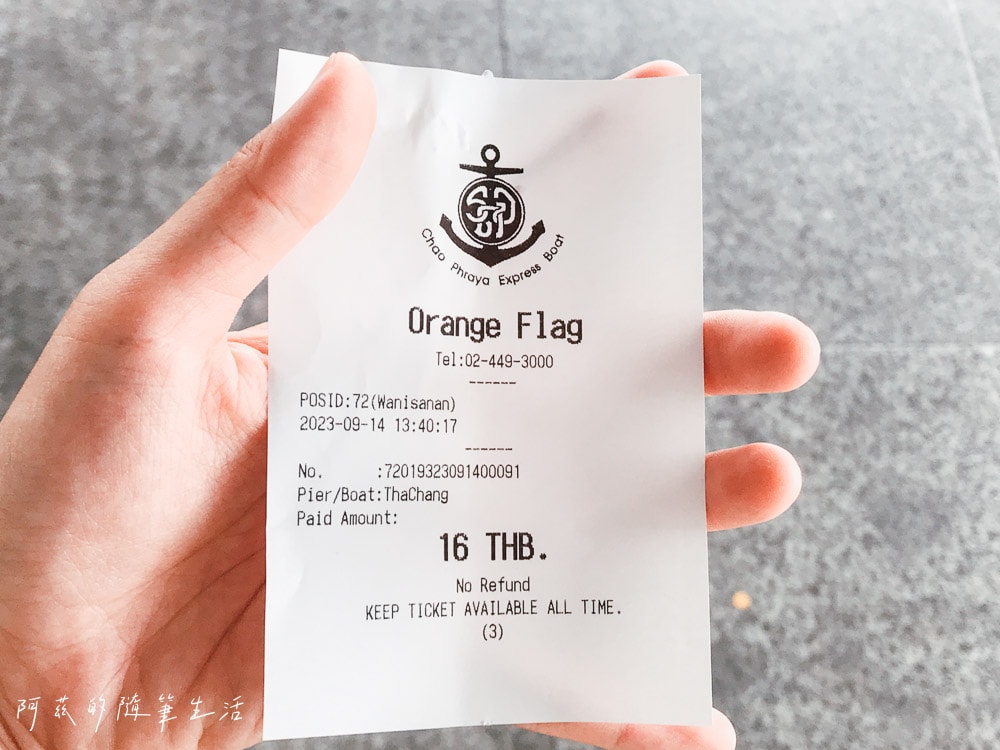 Chao Phraya Express Boat
Orange Flag
Tel:02-449-3000
------
POSID:72(Wanisanan)
2023-09-14 13:40:17
------
No. :72019323091400091
Pier/Boat:ThaChang
Paid Amount:
16 THB.
No Refund
KEEP TICKET AVAILABLE ALL TIME.
(3)
阿茲的隨筆生活